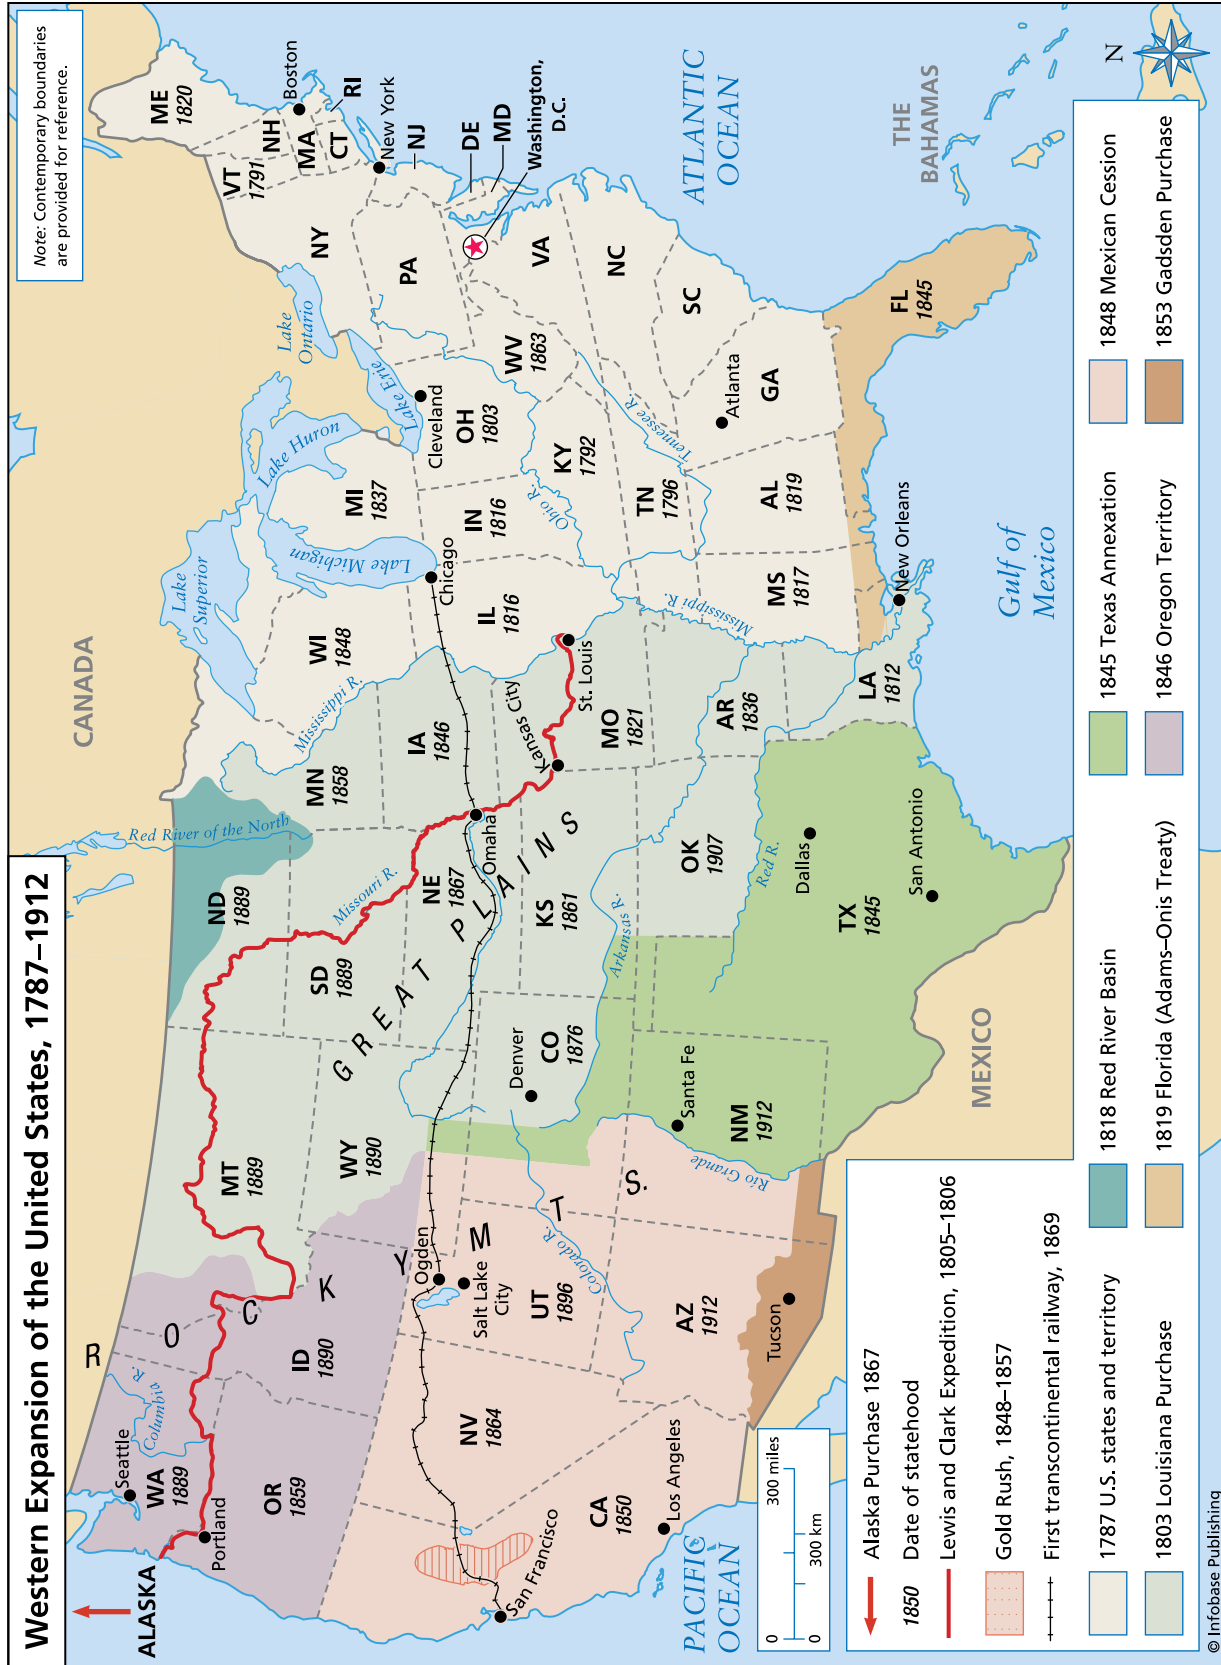 Western Expansion of the United States, 1787–1912
Note: Contemporary boundaries
are provided for reference.
CANADA
ALASKA
Seattle
WA
1889
Columbia R.
Portland
OR
1859
ID
1890
MT
1889
WY
1890
ND
1889
SD
1889
NE
1867
Red River of the North
Missouri R.
MN
1858
Mississippi R.
WI
1848
Lake
Superior
Lake Michigan
Lake Huron
MI
1837
Lake Erie
Lake
Ontario
IA
1846
Omaha
Chicago
IL
1816
IN
1816
Cleveland
OH
1803
PA
NY
VT
1791
NH
ME
1820
MA
Boston
CT
RI
New York
NJ
DE
MD
Washington,
D.C.
WV
1863
VA
KY
1792
Ohio R.
TN
1796
Tennessee R.
NC
SC
GA
Atlanta
AL
1819
MS
1817
Mississippi R.
FL
1845
New Orleans
LA
1812
AR
1836
MO
1821
St. Louis
Kansas City
KS
1861
Arkansas R.
OK
1907
Red R.
Dallas
TX
1845
San Antonio
GREAT PLAINS
ROCKY MTS.
Denver
CO
1876
Santa Fe
NM
1912
Rio Grande
Ogden
Salt Lake
City
UT
1896
Colorado R.
AZ
1912
Tucson
NV
1864
CA
1850
San Francisco
Los Angeles
PACIFIC
OCEAN
ATLANTIC
OCEAN
THE
BAHAMAS
Gulf of
Mexico
MEXICO
N
0 300 miles
0 300 km
Alaska Purchase 1867
1850 Date of statehood
Lewis and Clark Expedition, 1805–1806
Gold Rush, 1848–1857
First transcontinental railway, 1869
1787 U.S. states and territory
1803 Louisiana Purchase
1818 Red River Basin
1819 Florida (Adams–Onis Treaty)
1845 Texas Annexation
1846 Oregon Territory
1848 Mexican Cession
1853 Gadsden Purchase
© Infobase Publishing